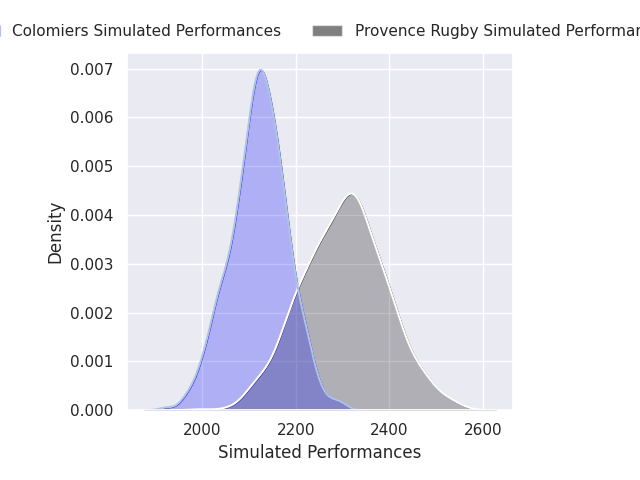 Colomiers Simulated Performances
Provence Rugby Simulated Performan
0.007
0.006
0.005
0.004
0.003
0.002
0.001
0.000
Density
2000 2200 2400 2600
Simulated Performances